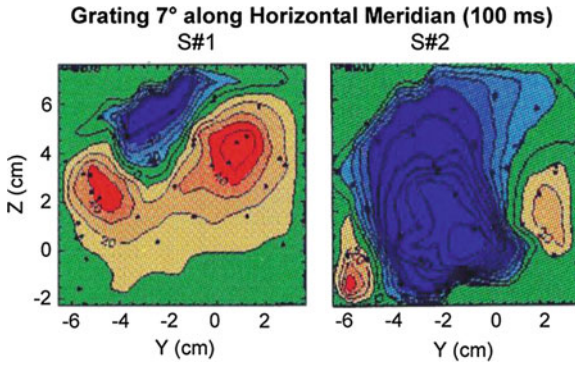 Grating 7° along Horizontal Meridian (100 ms)
S#1
S#2
Z (cm)
6
4
2
0
-2
-6 -4 -2 0 2
-6 -4 -2 0 2
Y (cm)
Y (cm)